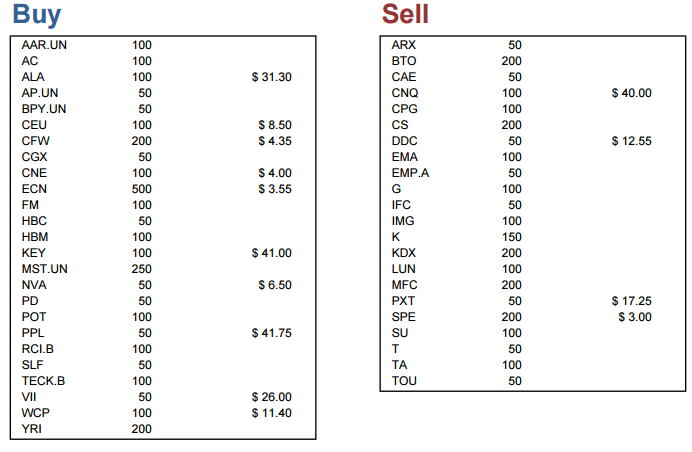 Buy
AAR.UN 100
AC 100
ALA 100 $ 31.30
AP.UN 50
BPY.UN 50
CEU 100 $ 8.50
CFW 200 $ 4.35
CGX 50
CNE 100 $ 4.00
ECN 500 $ 3.55
FM 100
HBC 50
HBM 100
KEY 100 $ 41.00
MST.UN 250
NVA 50 $ 6.50
PD 50
POT 100
PPL 50 $ 41.75
RCI.B 100
SLF 50
TECK.B 100
VII 50 $ 26.00
WCP 100 $ 11.40
YRI 200
Sell
ARX 50
BTO 200
CAE 50
CNQ 100 $ 40.00
CPG 100
CS 200
DDC 50 $ 12.55
EMA 100
EMP.A 50
G 100
IFC 50
IMG 100
K 150
KDX 200
LUN 100
MFC 200
PXT 50 $ 17.25
SPE 200 $ 3.00
SU 100
T 50
TA 100
TOU 50